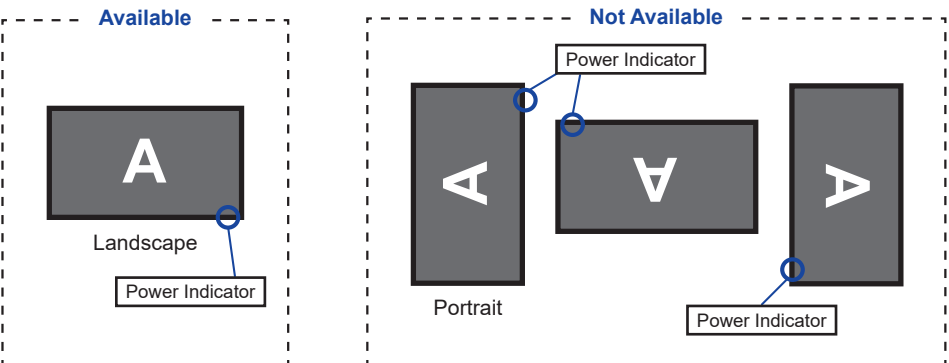 Available
A
Landscape
Power Indicator
Not Available
Power Indicator
A
A
A
Portrait
Power Indicator